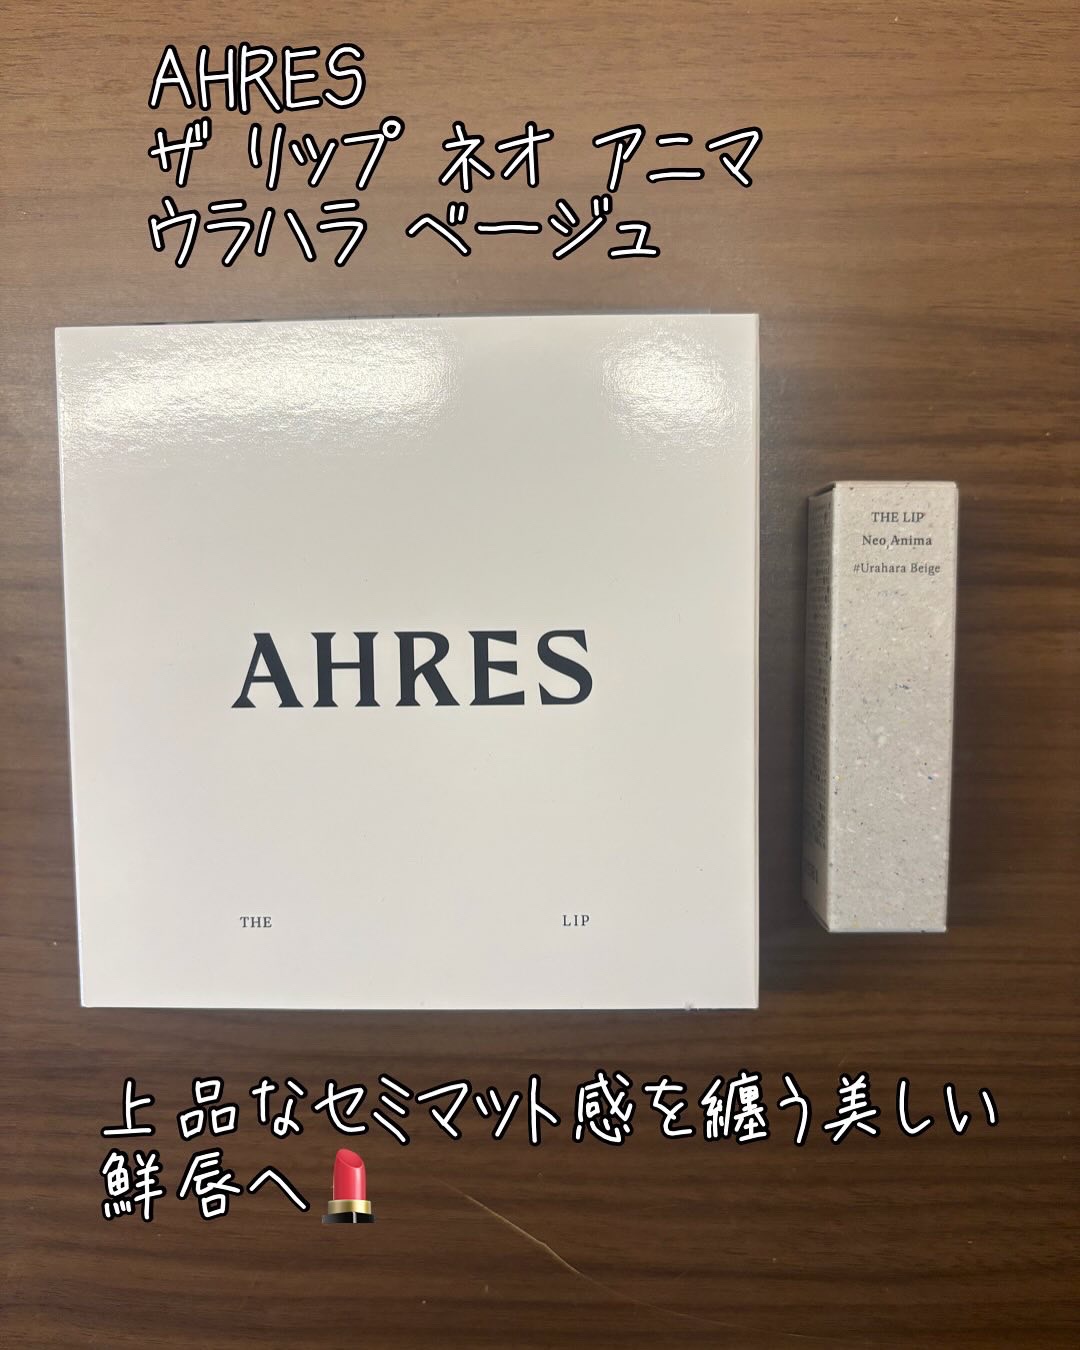 AHRES
ザ リップ ネオ アニマ
ウラハラ ベージュ
THE LIP
Neo Anima
#Urahara Beige
AHRES
THE LIP
上品なセミマット感を纏う美しい
鮮唇へ💄